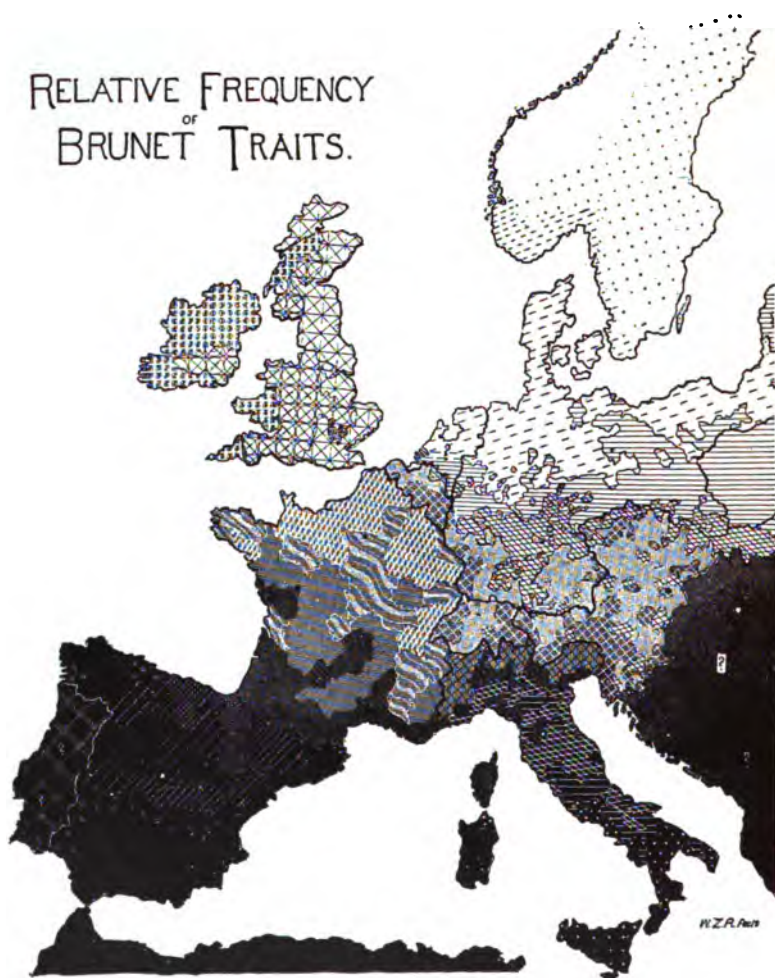 RELATIVE FREQUENCY
OF
BRUNET TRAITS.
?
?
W.Z.R.